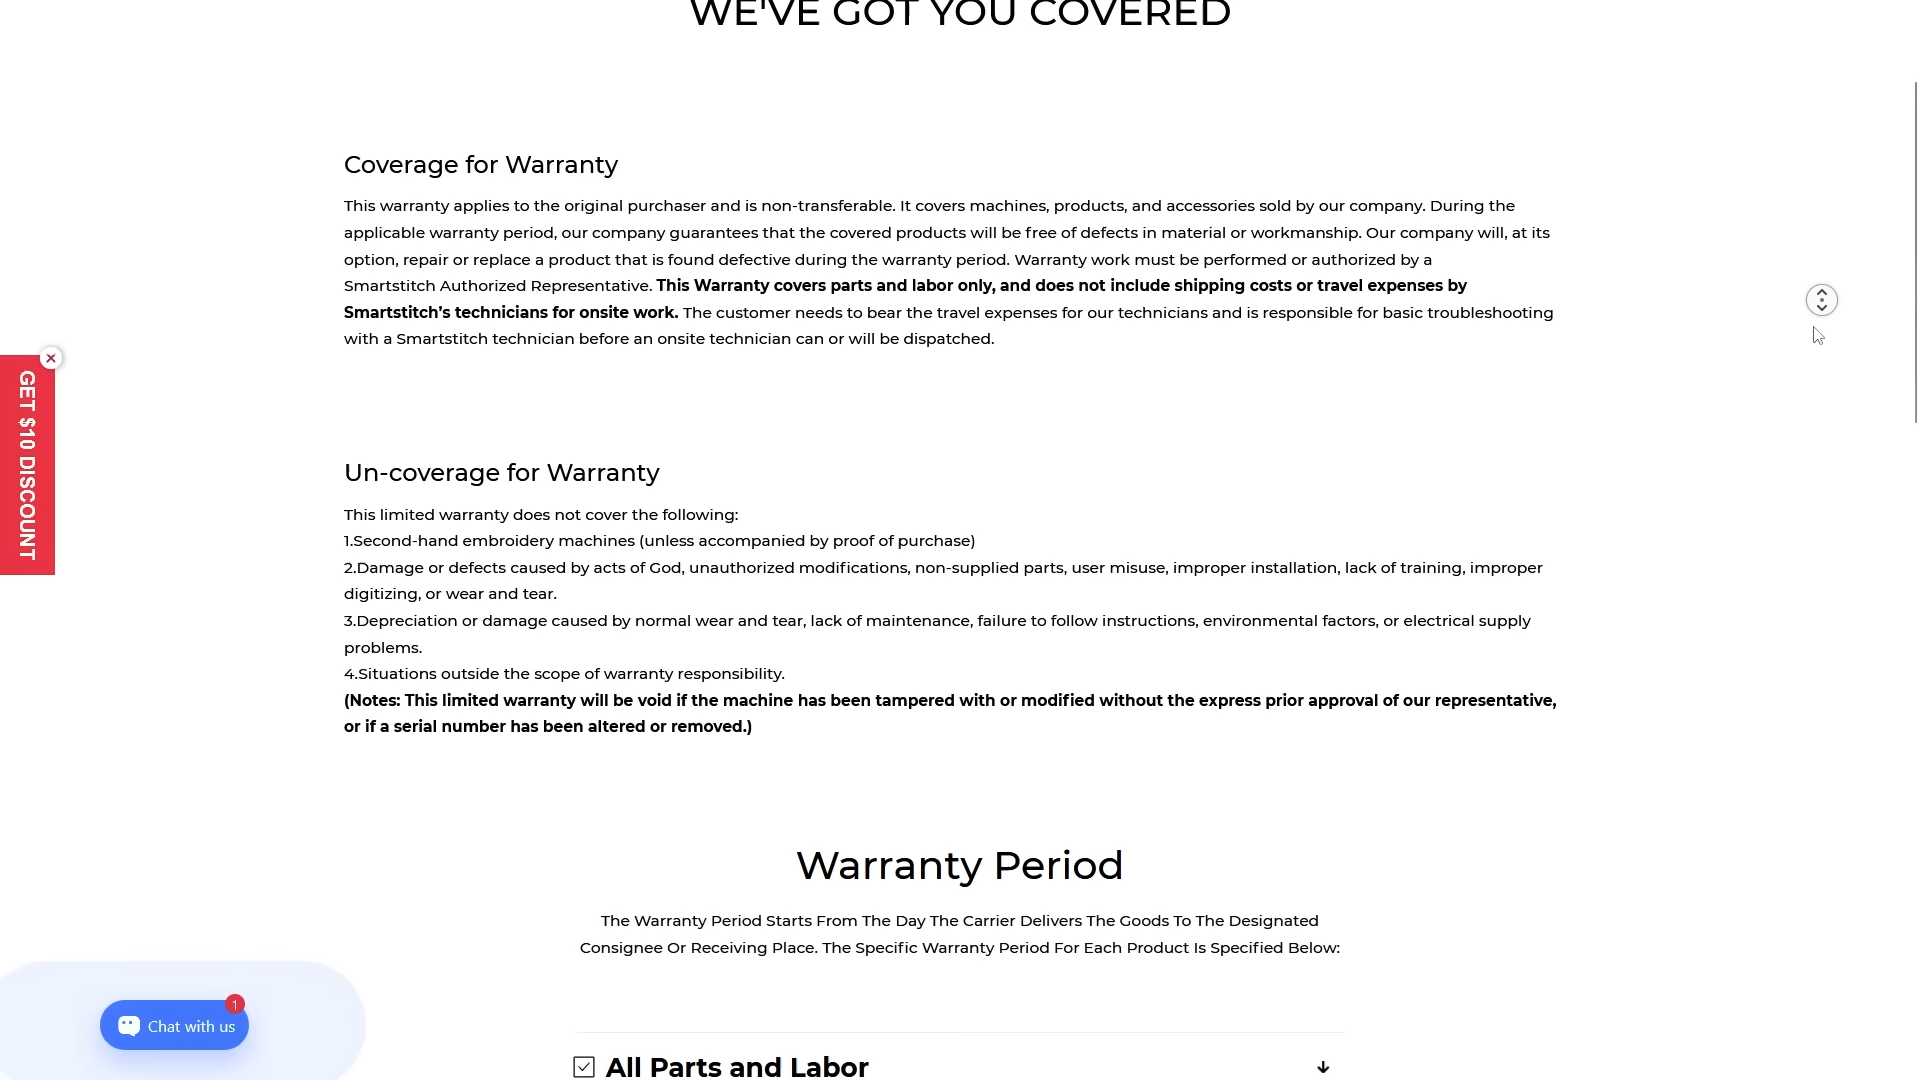 WE'VE GOT YOU COVERED
Coverage for Warranty
This warranty applies to the original purchaser and is non-transferable. It covers machines, products, and accessories sold by our company. During the
applicable warranty period, our company guarantees that the covered products will be free of defects in material or workmanship. Our company will, at its
option, repair or replace a product that is found defective during the warranty period. Warranty work must be performed or authorized by a
Smartstitch Authorized Representative. This Warranty covers parts and labor only, and does not include shipping costs or travel expenses by
Smartstitch’s technicians for onsite work. The customer needs to bear the travel expenses for our technicians and is responsible for basic troubleshooting
with a Smartstitch technician before an onsite technician can or will be dispatched.
GET $10 DISCOUNT
Un-coverage for Warranty
This limited warranty does not cover the following:
1.Second-hand embroidery machines (unless accompanied by proof of purchase)
2.Damage or defects caused by acts of God, unauthorized modifications, non-supplied parts, user misuse, improper installation, lack of training, improper
digitizing, or wear and tear.
3.Depreciation or damage caused by normal wear and tear, lack of maintenance, failure to follow instructions, environmental factors, or electrical supply
problems.
4.Situations outside the scope of warranty responsibility.
(Notes: This limited warranty will be void if the machine has been tampered with or modified without the express prior approval of our representative,
or if a serial number has been altered or removed.)
Warranty Period
The Warranty Period Starts From The Day The Carrier Delivers The Goods To The Designated
Consignee Or Receiving Place. The Specific Warranty Period For Each Product Is Specified Below:
1
Chat with us
All Parts and Labor